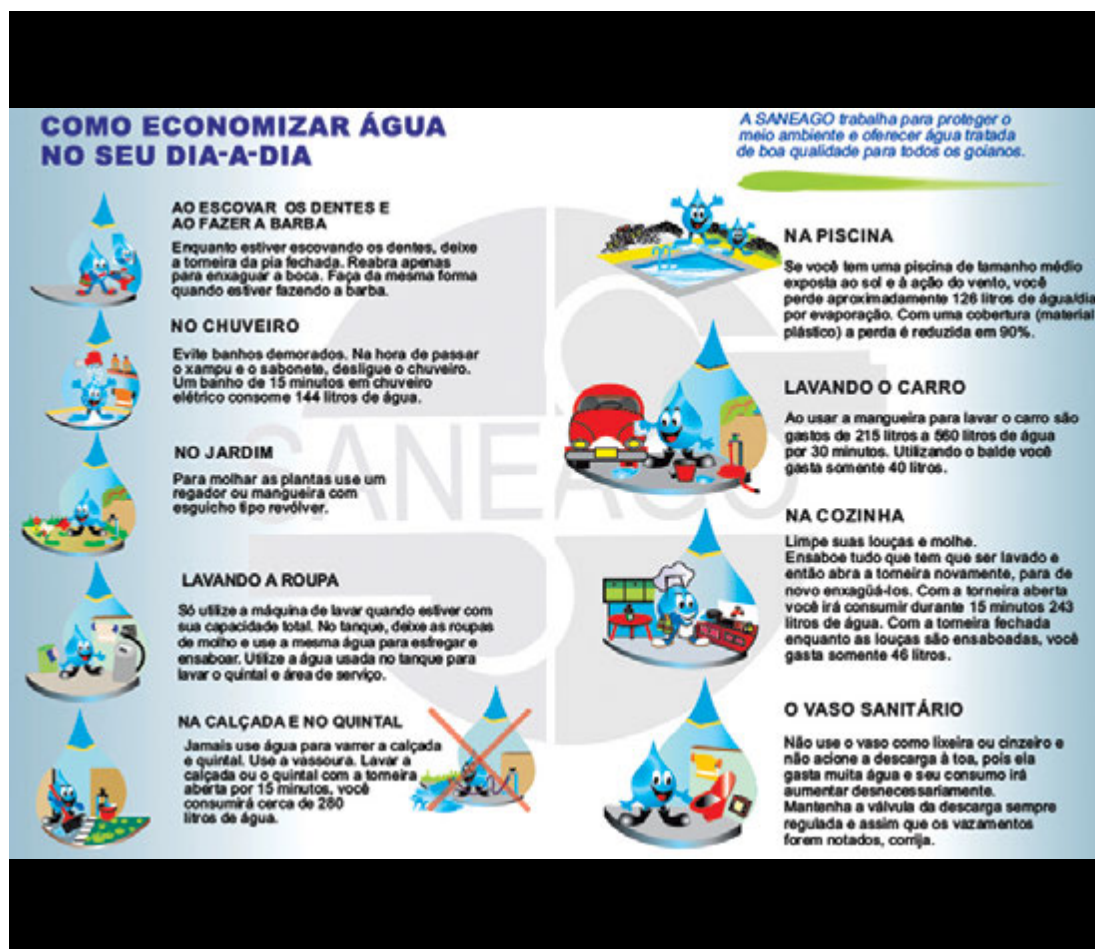 COMO ECONOMIZAR ÁGUA
NO SEU DIA-A-DIA
AO ESCOVAR OS DENTES E
AO FAZER A BARBA
Enquanto estiver escovando os dentes, deixe
a torneira da pia fechada. Reabra apenas
para enxaguar a boca. Faça da mesma forma
quando estiver fazendo a barba.
NO CHUVEIRO
Evite banhos demorados. Na hora de passar
o xampu e o sabonete, desligue o chuveiro.
Um banho de 15 minutos em chuveiro
elétrico consome 144 litros de água.
NO JARDIM
Para molhar as plantas use um
regador ou mangueira com
esguicho tipo revólver.
LAVANDO A ROUPA
Só utilize a máquina de lavar quando estiver com
sua capacidade total. No tanque, deixe as roupas
de molho e use a mesma água para esfregar e
ensaboar. Utilize a água usada no tanque para
lavar o quintal e área de serviço.
NA CALÇADA E NO QUINTAL
Jamais use água para varrer a calçada
e quintal. Use a vassoura. Lavar a
calçada ou o quintal com a torneira
aberta por 15 minutos, você
consumirá cerca de 280
litros de água.
A SANEAGO trabalha para proteger o
meio ambiente e oferecer água tratada
de boa qualidade para todos os goianos.
NA PISCINA
Se você tem uma piscina de tamanho médio
exposta ao sol e à ação do vento, você
perde aproximadamente 126 litros de água/dia
por evaporação. Com uma cobertura (material
plástico) a perda é reduzida em 90%.
LAVANDO O CARRO
Ao usar a mangueira para lavar o carro são
gastos de 215 litros a 560 litros de água
por 30 minutos. Utilizando o balde você
gasta somente 40 litros.
NA COZINHA
Limpe suas louças e molhe.
Ensaboe tudo que tem que ser lavado e
então abra a torneira novamente, para de
novo enxagüá-los. Com a torneira aberta
você irá consumir durante 15 minutos 243
litros de água. Com a torneira fechada
enquanto as louças são ensaboadas, você
gasta somente 46 litros.
O VASO SANITÁRIO
Não use o vaso como lixeira ou cinzeiro e
não acione a descarga à toa, pois ela
gasta muita água e seu consumo irá
aumentar desnecessariamente.
Mantenha a válvula da descarga sempre
regulada e assim que os vazamentos
forem notados, corrija.
SANEAGO